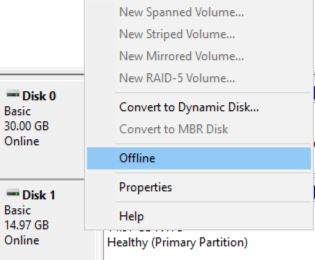 New Spanned Volume...
New Striped Volume...
New Mirrored Volume...
New RAID-5 Volume...
Convert to Dynamic Disk...
Convert to MBR Disk
Offline
Properties
Help
Disk 0
Basic
30.00 GB
Online
Disk 1
Basic
14.97 GB
Online
Healthy (Primary Partition)